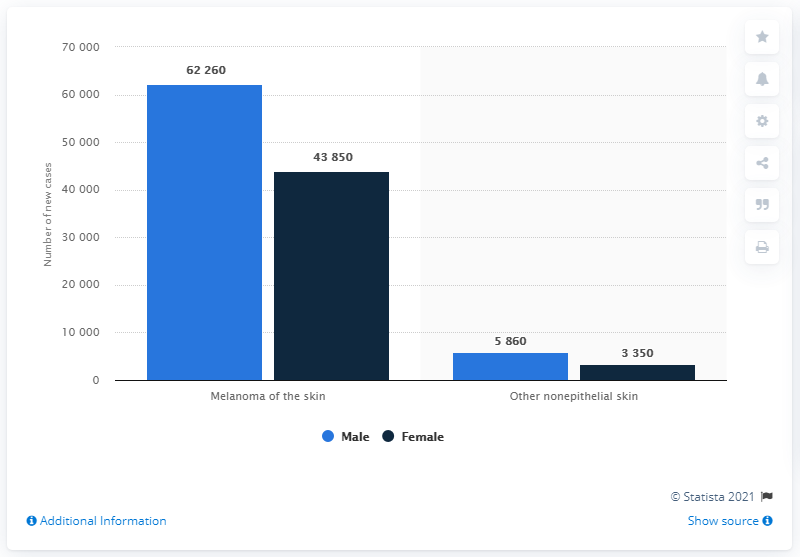 70 000
62 260
60 000
50 000
43 850
40 000
30 000
20 000
10 000
5 860
3 350
0
Number of new cases
Melanoma of the skin
Other nonepithelial skin
Male
Female
© Statista 2021
Additional Information
Show source